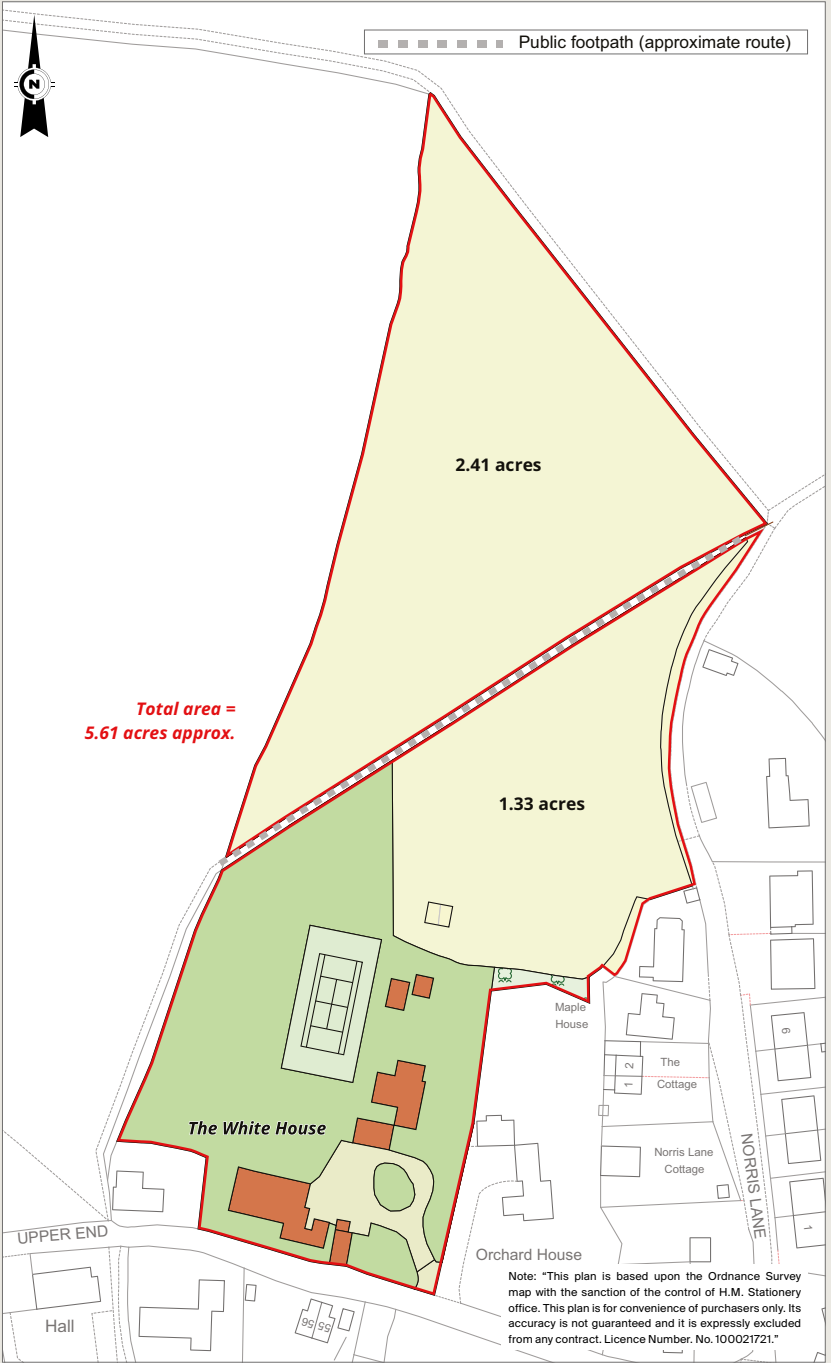 Public footpath (approximate route)
N
2.41 acres
Total area =
5.61 acres approx.
1.33 acres
Maple
House
The
Cottage
2
1
6
The White House
Norris Lane
Cottage
NORRIS LANE
1
UPPER END
Orchard House
Hall
55
56
Note: “This plan is based upon the Ordnance Survey
map with the sanction of the control of H.M. Stationery
office. This plan is for convenience of purchasers only. Its
accuracy is not guaranteed and it is expressly excluded
from any contract. Licence Number. No. 100021721.”